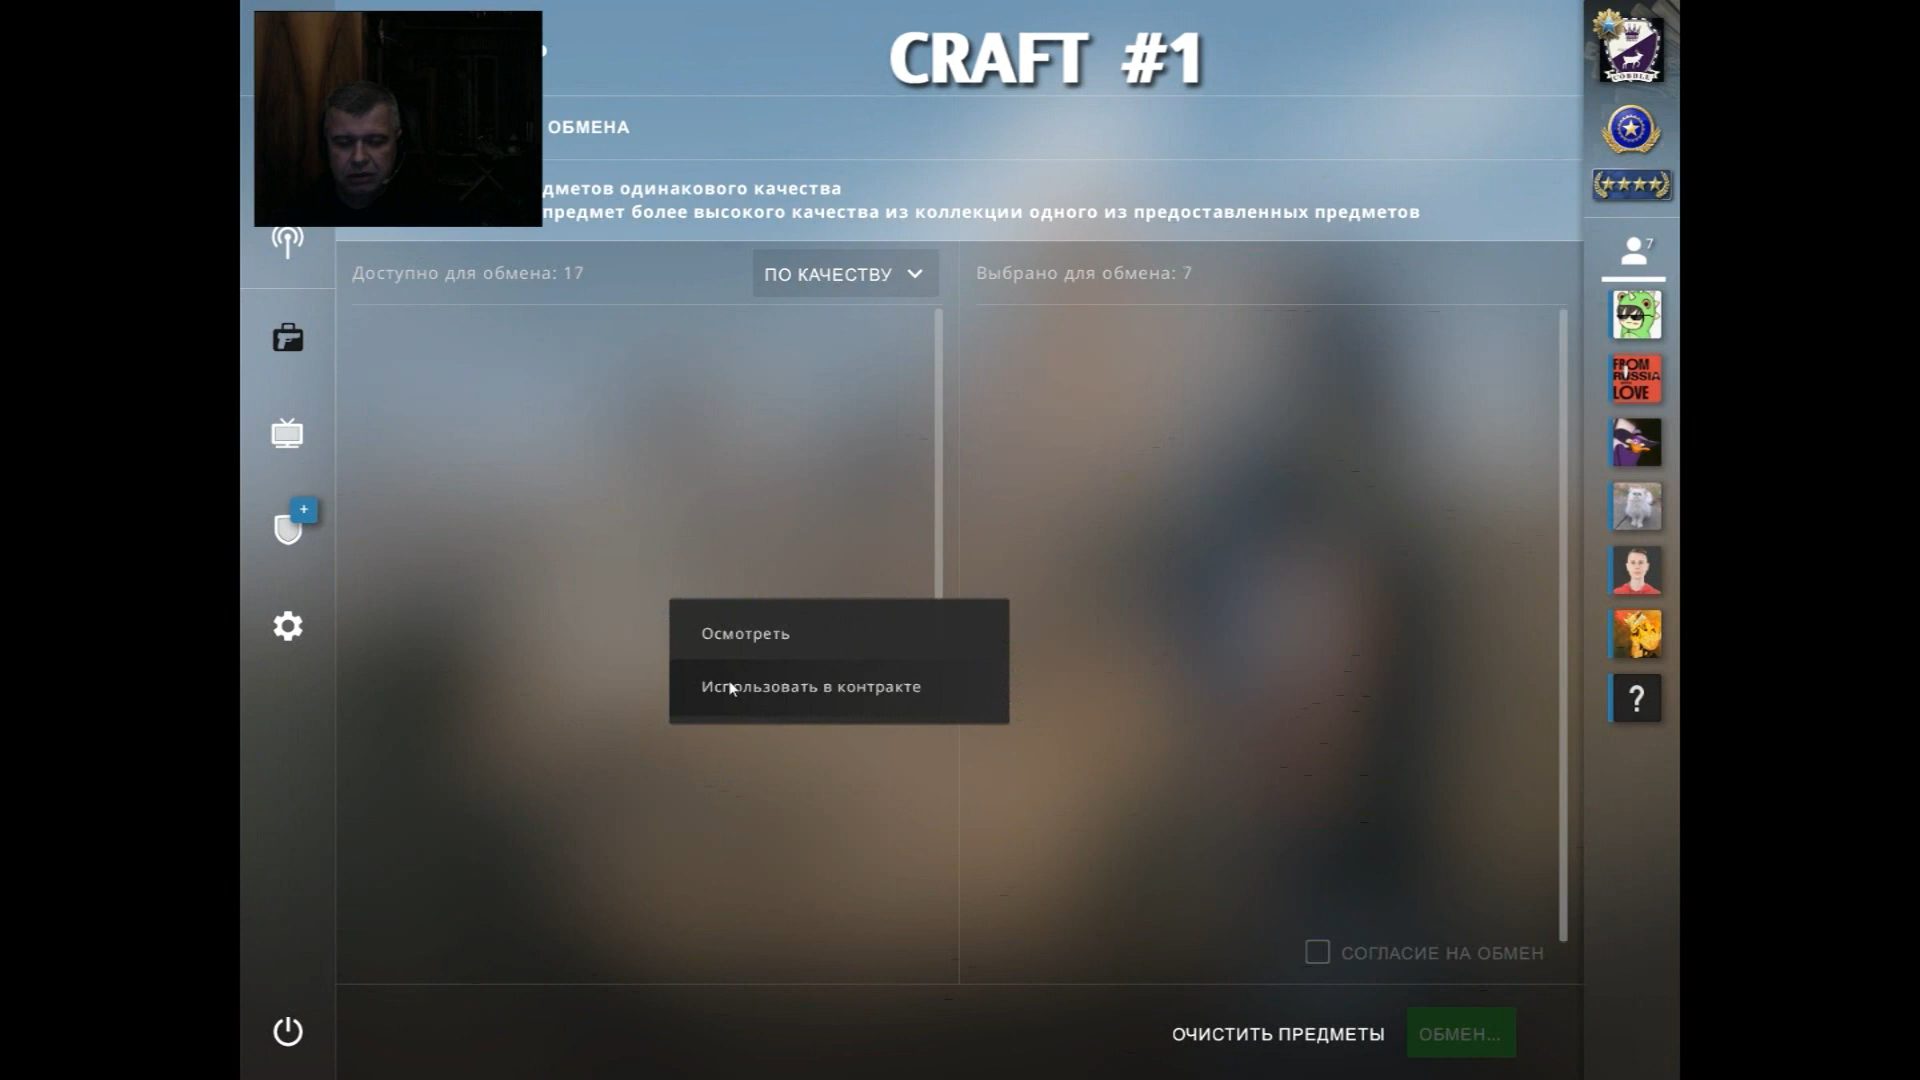 CRAFT #1
ОБМЕНА
дметов одинакового качества
предмет более высокого качества из коллекции одного из предоставленных предметов
Доступно для обмена: 17
ПО КАЧЕСТВУ
Выбрано для обмена: 7
7
FROM
RUSSIA
LOVE
+
Осмотреть
Использовать в контракте
?
СОГЛАСИЕ НА ОБМЕН
ОЧИСТИТЬ ПРЕДМЕТЫ
ОБМЕН...